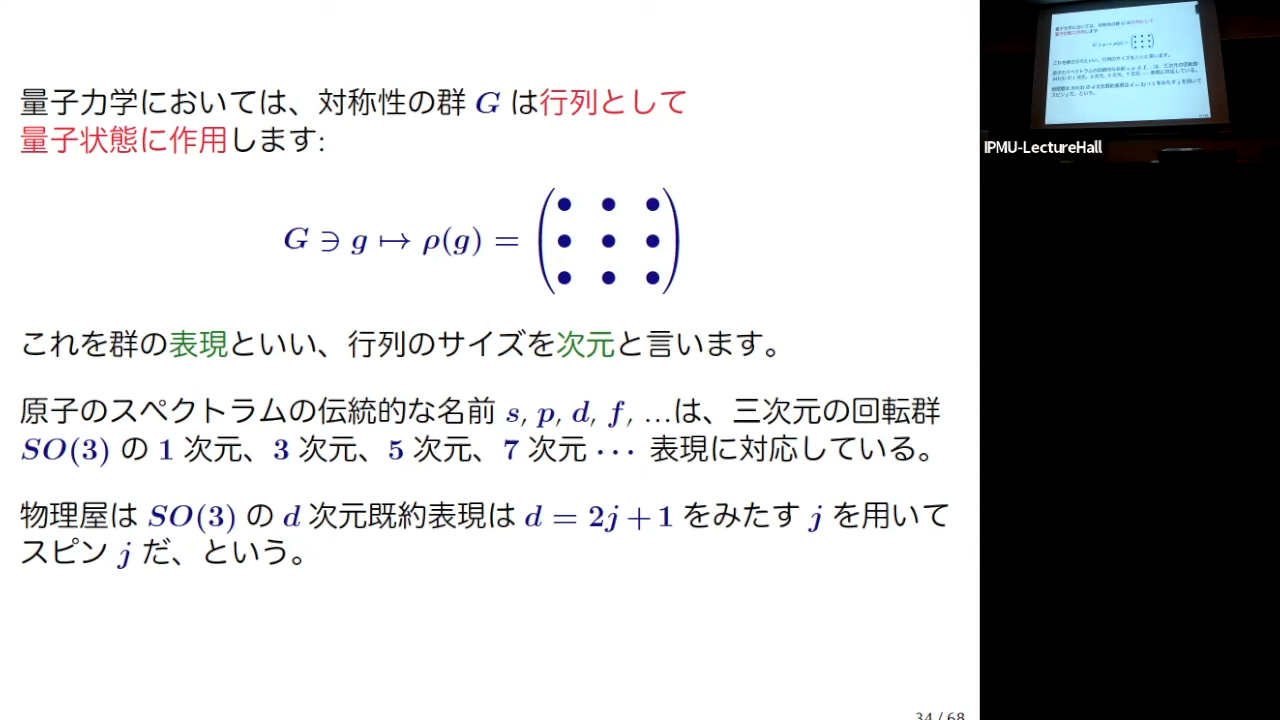 量子力学においては、対称性の群 G は行列として
量子状態に作用します:
G ∋ g ↦ ρ(g) = (• • • / • • • / • • •)
これを群の表現といい、行列のサイズを次元と言います。
原子のスペクトラムの伝統的な名前 s, p, d, f, …は、三次元の回転群
SO(3) の 1 次元、3 次元、5 次元、7 次元 ⋯ 表現に対応している。
物理屋は SO(3) の d 次元既約表現は d = 2j + 1 をみたす j を用いて
スピン j だ、という。
34 / 68
IPMU-LectureHall